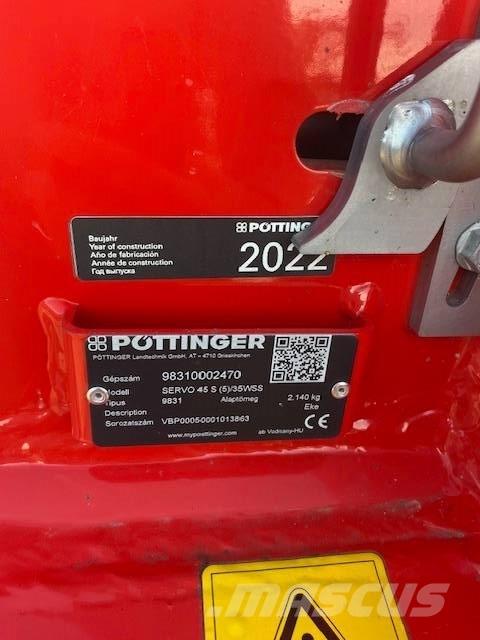 Baujahr
Year of construction
Año de fabricación
Année de construction
Год выпуска
PÖTTINGER
2022
PÖTTINGER
PÖTTINGER Landtechnik GmbH, AT - 4710 Grieskirchen
Gépszám 98310002470
Modell SERVO 45 S (5)/35WSS
Típus 9831 Alaptömeg 2.140 kg
Description Eke
Sorozatszám VBP00050001013863
www.mypoettinger.com ab Vodnany-HU
CE
mascus